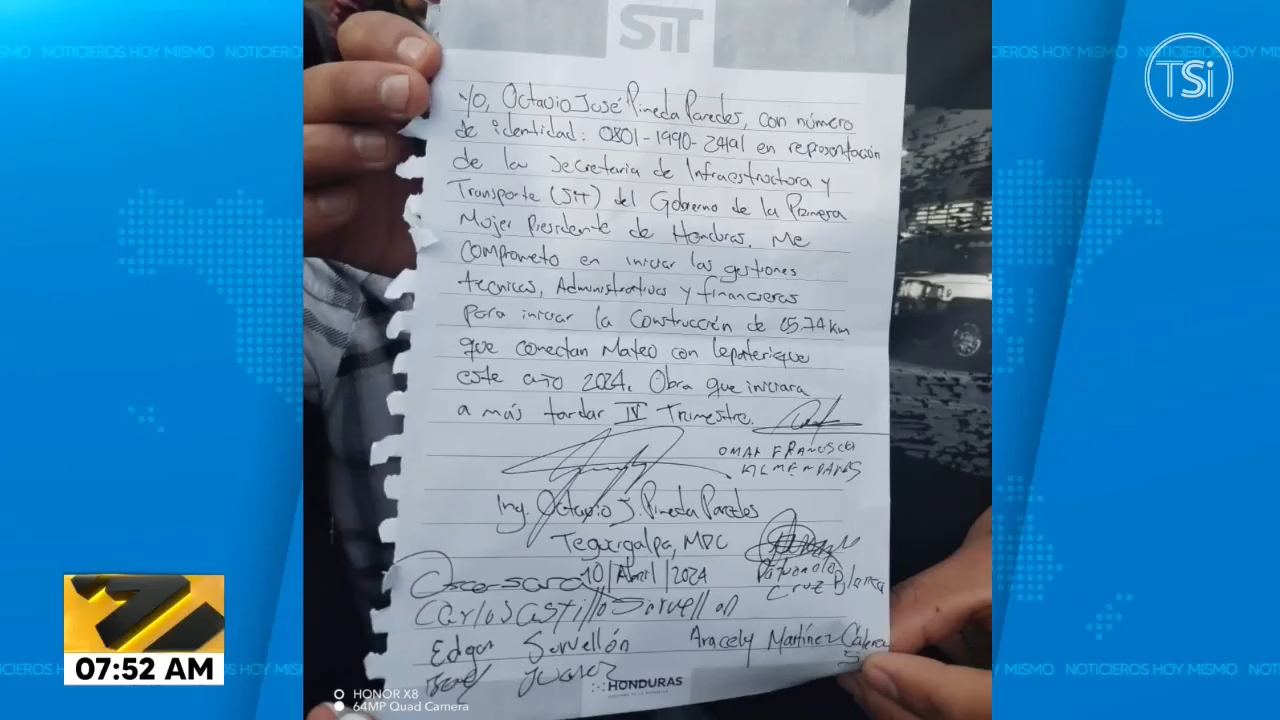 NOTICIEROS HOY MISMO
TSi
SIT
Yo, Octavio José Pineda Paredes, con número
de identidad: 0801-1990-24191 en representación
de la Secretaria de Infraestructura y
Transporte (SIT) del Gobierno de la Primera
Mujer Presidente de Honduras. Me
comprometo en iniciar las gestiones
tecnicas, Administrativas y financieras
para iniciar la Construcción de 15.74 km
que conectan Mateo con Lepaterique
este año 2024. Obra que iniciara
a más tardar IV Trimestre.
OMAR FRANCISCO
Ing. Octavio J. Pineda Paredes
Tegucigalpa, MDC
10/Abril/2024
Cruz Blanca
Carlos Castillo Servellon
Edgar Servellón
Aracely Martínez
Juarez
HONDURAS
07:52 AM
HONOR X8
64MP Quad Camera